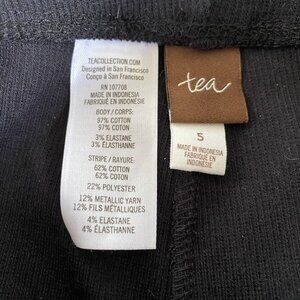 TEACOLLECTION.COM
Designed in San Francisco
Conçu à San Francisco
RN 107708
MADE IN INDONESIA
FABRIQUÉ EN INDONÉSIE
BODY / CORPS:
97% COTTON
97% COTON
3% ELASTANE
3% ÉLASTHANNE
STRIPE / RAYURE:
62% COTTON
62% COTON
22% POLYESTER
12% METALLIC YARN
12% FILS MÉTALLIQUES
4% ELASTANE
4% ÉLASTHANNE
tea
5
MADE IN INDONESIA
FABRIQUÉ EN
INDONÉSIE